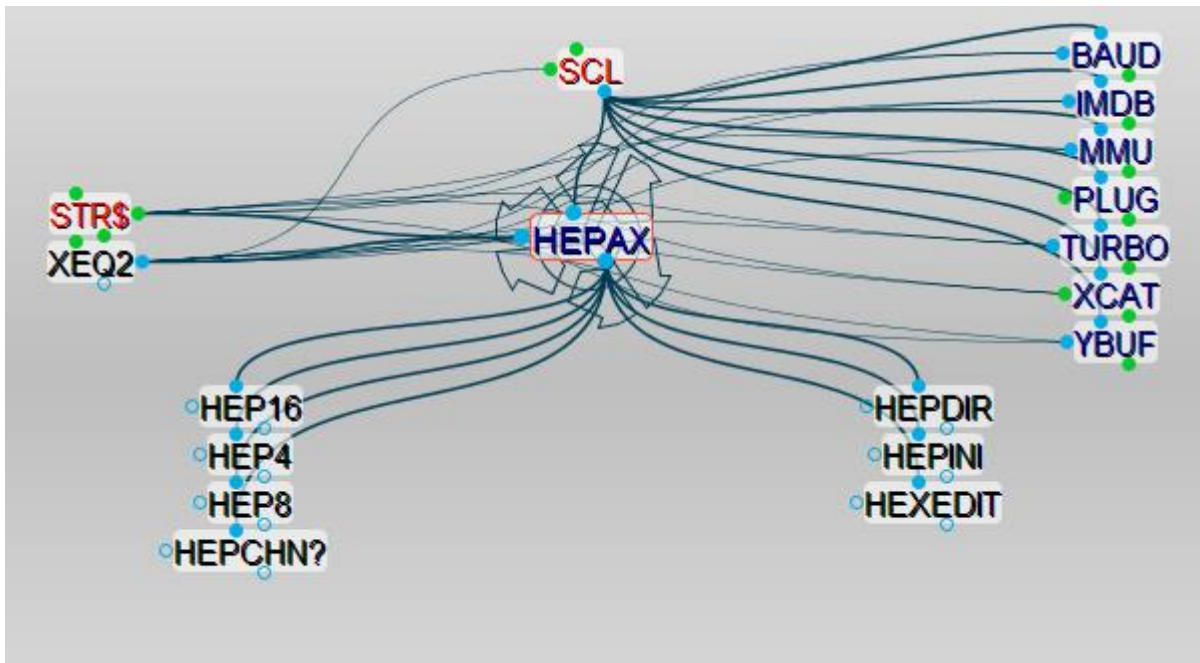 SCL
BAUD
IMDB
MMU
PLUG
TURBO
XCAT
YBUF
STR$
XEQ2
HEPAX
HEP16
HEP4
HEP8
HEPCHN?
HEPDIR
HEPINI
HEXEDIT